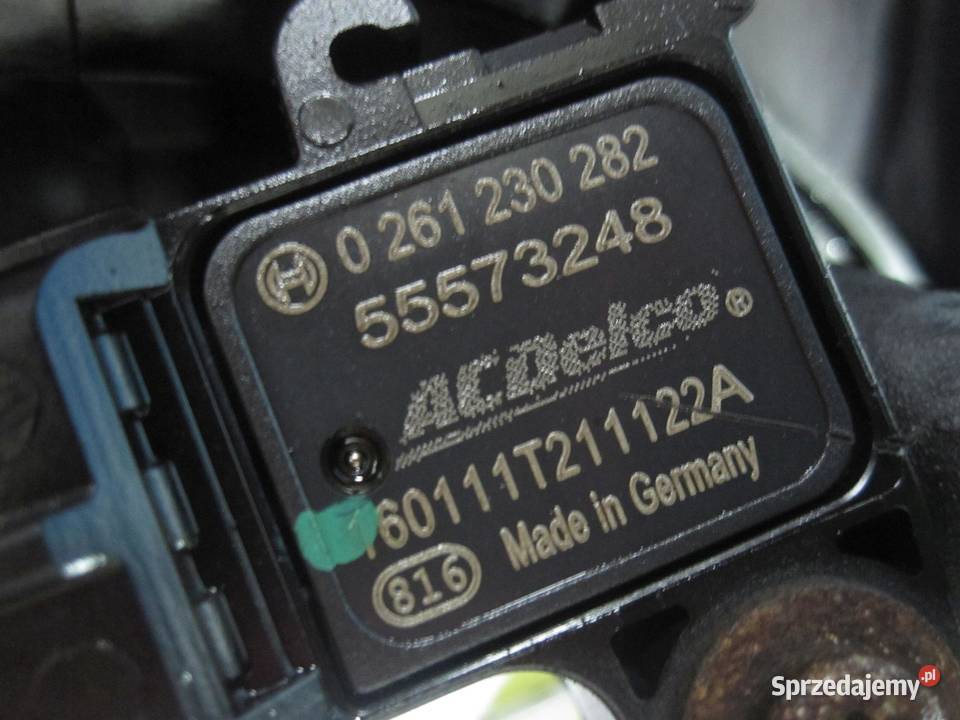 0 261 230 282
55573248
ACDelco®
160111T211122A
Made in Germany
816
Sprzedajemy.pl